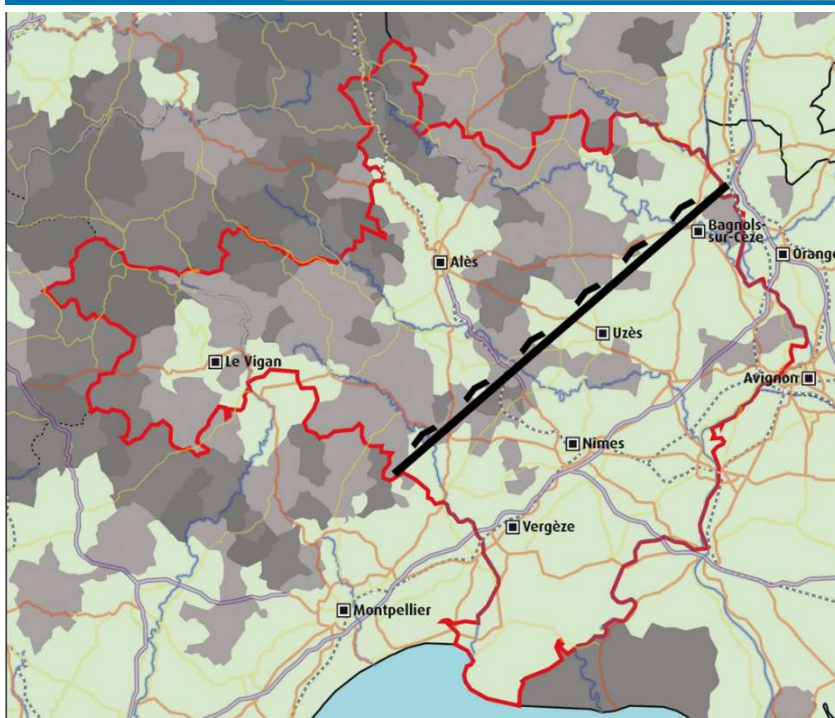 Bagnols-
sur-Cèze
Orange
Alès
Uzès
Le Vigan
Avignon
Nîmes
Vergèze
Montpellier